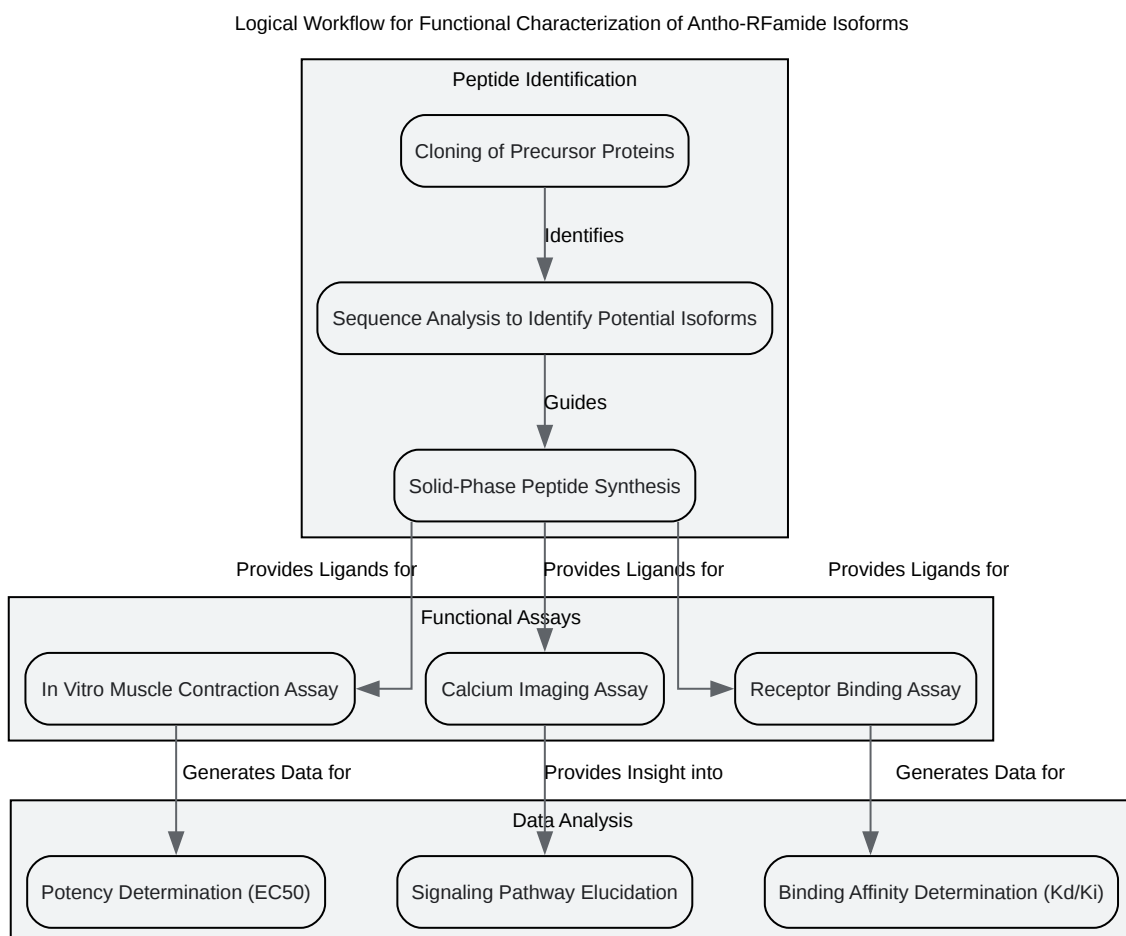 Logical Workflow for Functional Characterization of Antho-RFamide Isoforms
Peptide Identification
Cloning of Precursor Proteins
Identifies
Sequence Analysis to Identify Potential Isoforms
Guides
Solid-Phase Peptide Synthesis
Provides Ligands for
Provides Ligands for
Provides Ligands for
Functional Assays
In Vitro Muscle Contraction Assay
Calcium Imaging Assay
Receptor Binding Assay
Generates Data for
Provides Insight into
Generates Data for
Data Analysis
Potency Determination (EC50)
Signaling Pathway Elucidation
Binding Affinity Determination (Kd/Ki)